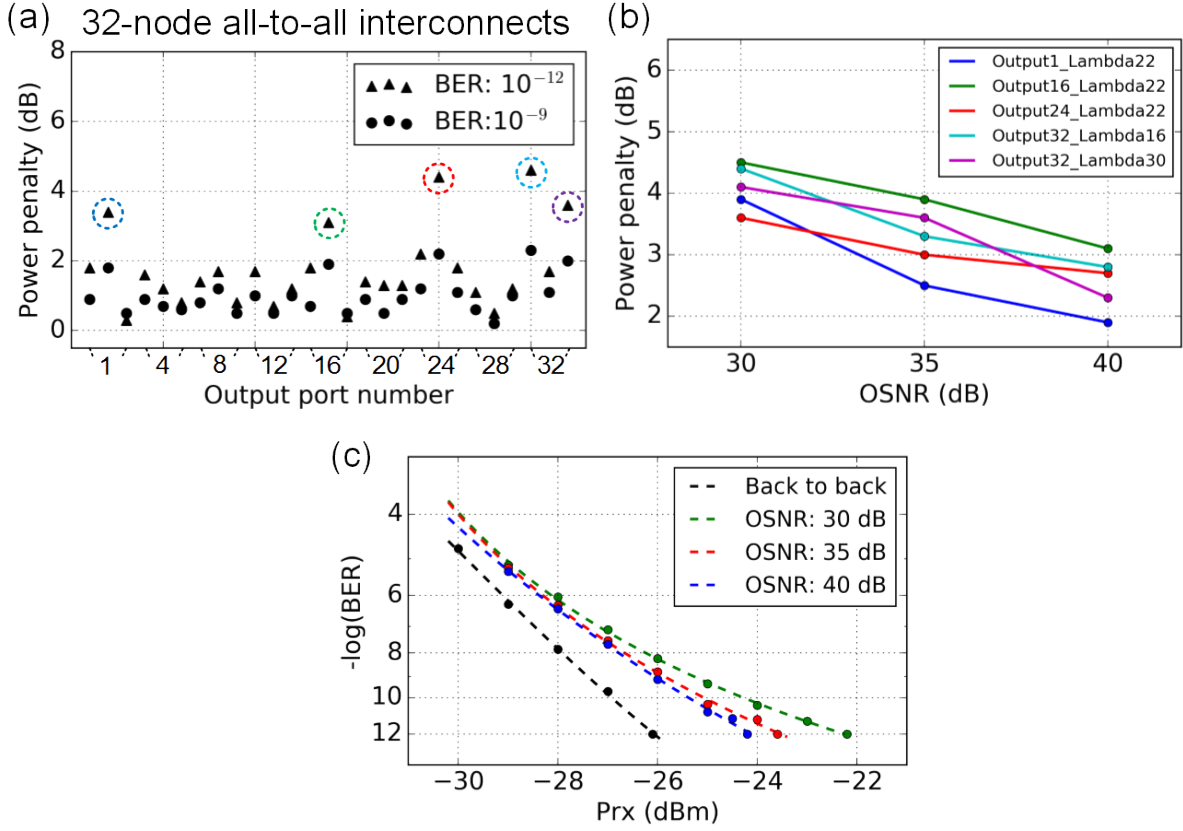 (a) 32-node all-to-all interconnects
8
6
4
2
0
Power penalty (dB)
BER: 10⁻¹²
BER:10⁻⁹
1 4 8 12 16 20 24 28 32
Output port number
(b)
6
5
4
3
2
Power penalty (dB)
Output1_Lambda22
Output16_Lambda22
Output24_Lambda22
Output32_Lambda16
Output32_Lambda30
30 35 40
OSNR (dB)
(c)
4
6
8
10
12
-log(BER)
Back to back
OSNR: 30 dB
OSNR: 35 dB
OSNR: 40 dB
−30 −28 −26 −24 −22
Prx (dBm)